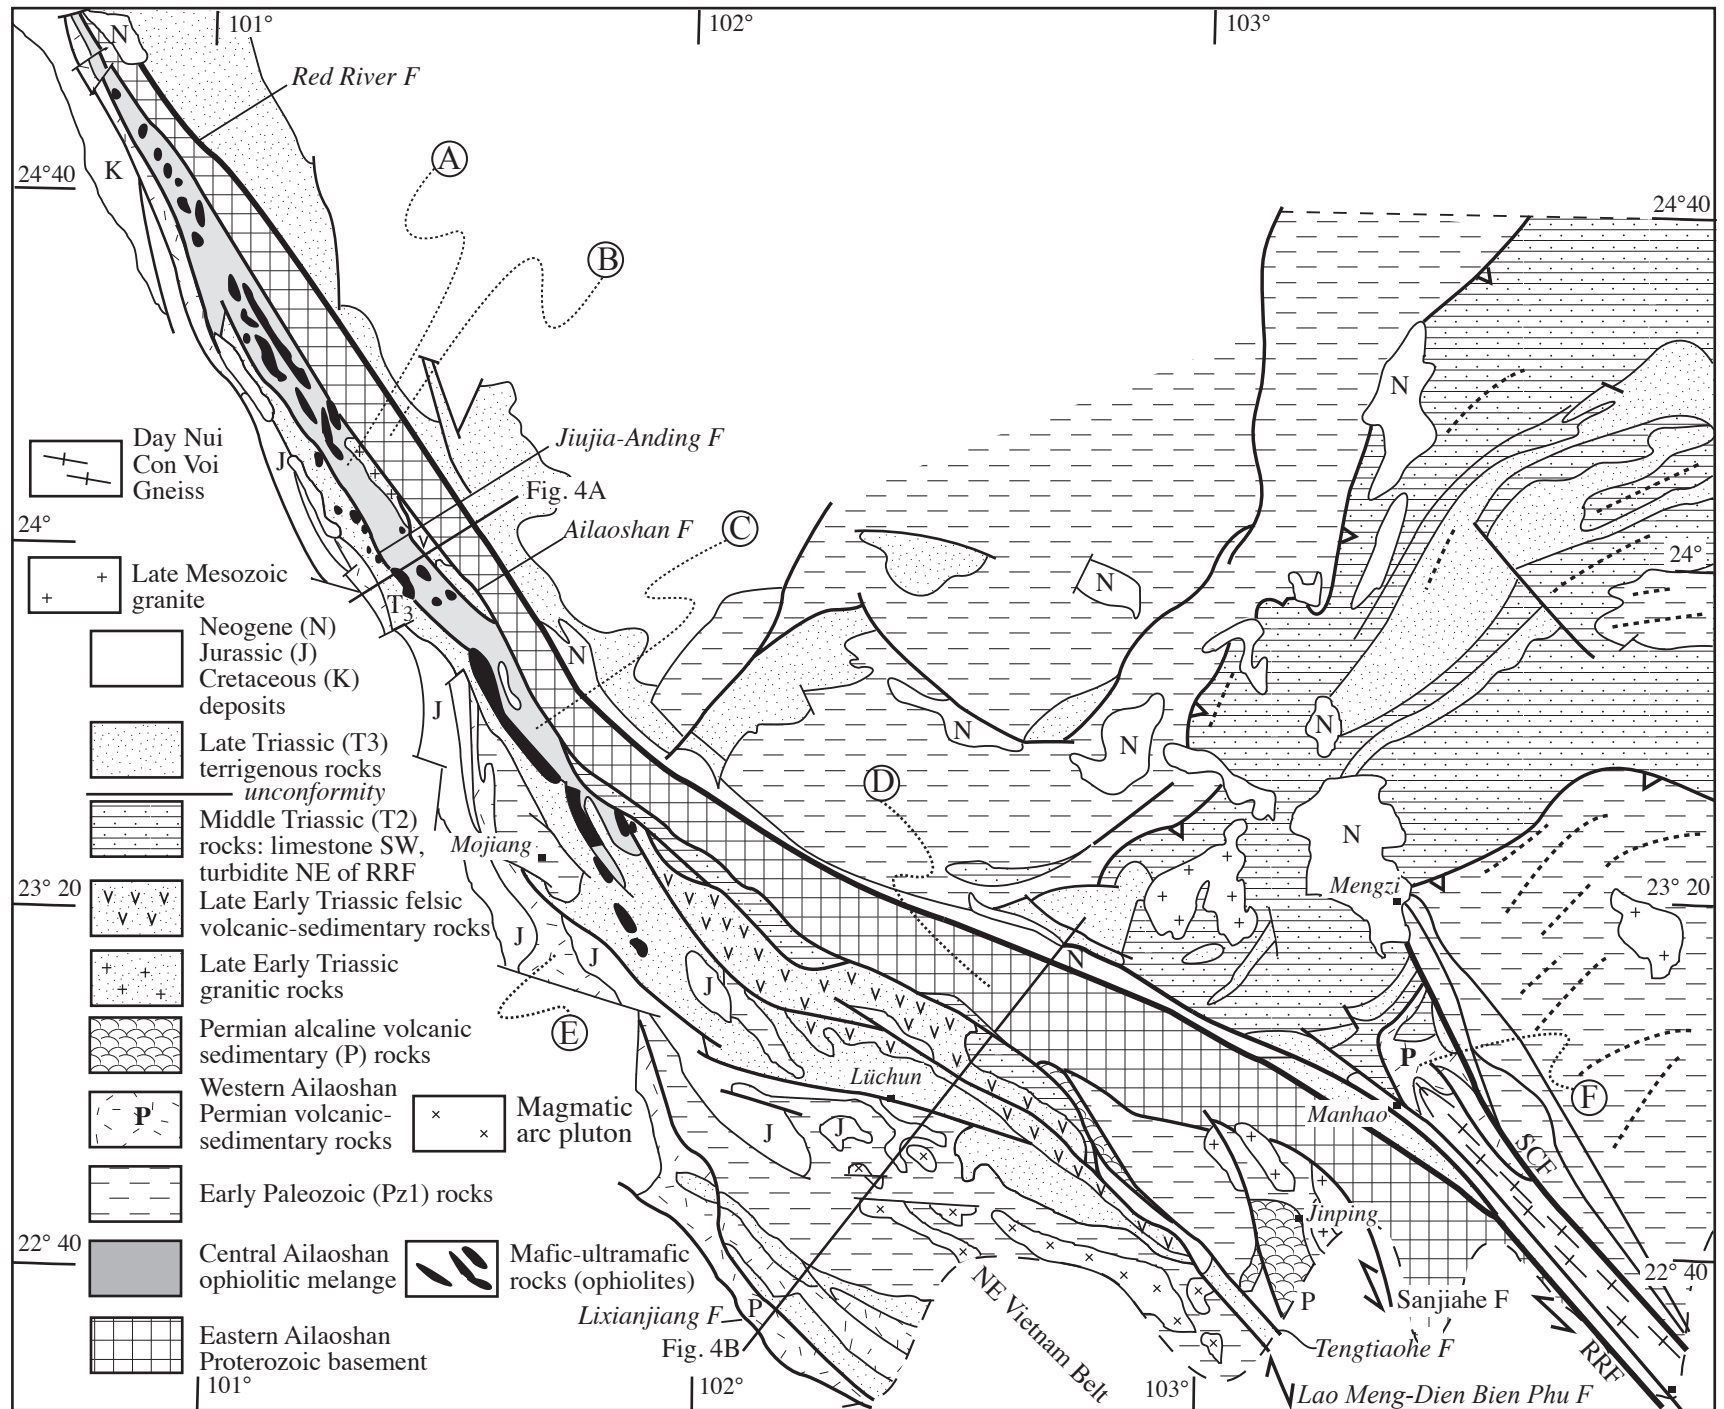 101°
102°
103°
N
Red River F
A
K
24°40
24°40
B
N
Jiujia-Anding F
Day Nui
Con Voi
Gneiss
J
Fig. 4A
24°
Ailaoshan F
C
V
24°
Late Mesozoic
granite
N
T3
Neogene (N)
Jurassic (J)
Cretaceous (K)
deposits
N
J
N
N
N
Late Triassic (T3)
terrigenous rocks
unconformity
D
Middle Triassic (T2)
rocks: limestone SW,
turbidite NE of RRF
Mojiang
N
Mengzi
23° 20
23° 20
Late Early Triassic felsic
volcanic-sedimentary rocks
J
J
N
Late Early Triassic
granitic rocks
J
Permian alcaline volcanic
sedimentary (P) rocks
E
P
Lüchun
Western Ailaoshan
Permian volcanic-
sedimentary rocks
P
Magmatic
arc pluton
F
Manhao
J
J
SCF
Early Paleozoic (Pz1) rocks
Jinping
22° 40
Central Ailaoshan
ophiolitic melange
Mafic-ultramafic
rocks (ophiolites)
22° 40
NE Vietnam Belt
P
Sanjiahe F
Lixianjiang F
P
Eastern Ailaoshan
Proterozoic basement
Fig. 4B
Tengtiaohe F
RRF
101°
102°
103°
Lao Meng-Dien Bien Phu F